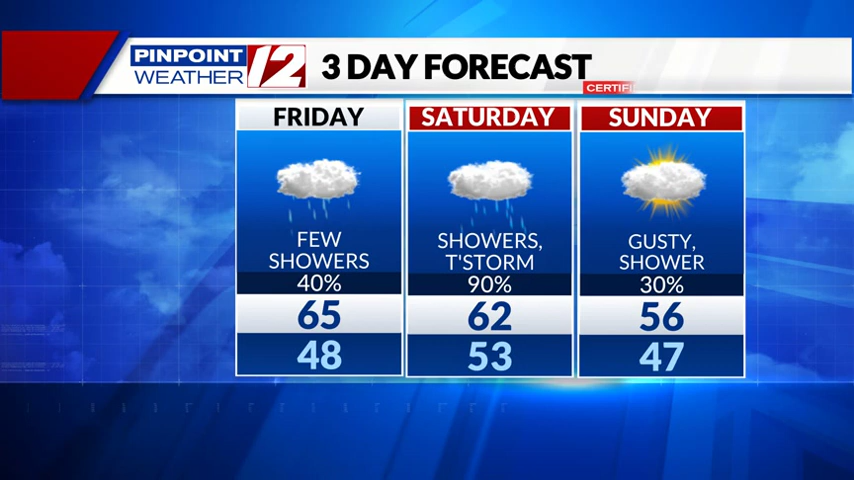 PINPOINT
WEATHER 12
3 DAY FORECAST
CERTIFI
FRIDAY
FEW
SHOWERS
40%
65
48
SATURDAY
SHOWERS,
T'STORM
90%
62
53
SUNDAY
GUSTY,
SHOWER
30%
56
47